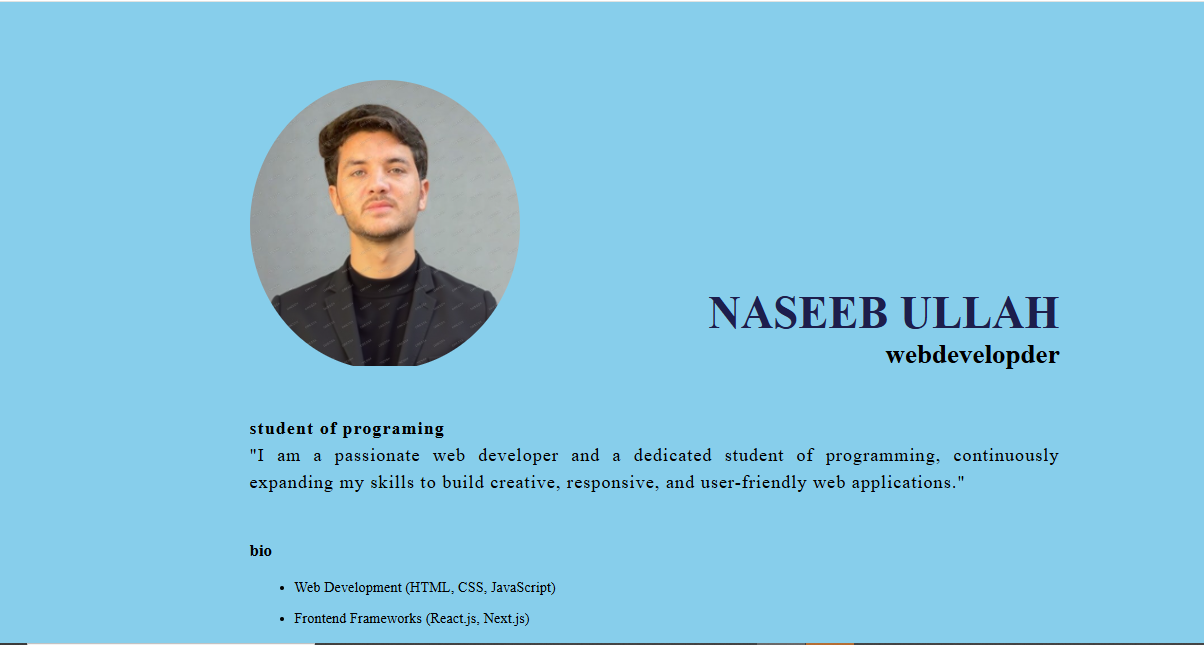 NASEEB ULLAH
webdevelopder
student of programing
"I am a passionate web developer and a dedicated student of programming, continuously
expanding my skills to build creative, responsive, and user-friendly web applications."
bio
• Web Development (HTML, CSS, JavaScript)
• Frontend Frameworks (React.js, Next.js)